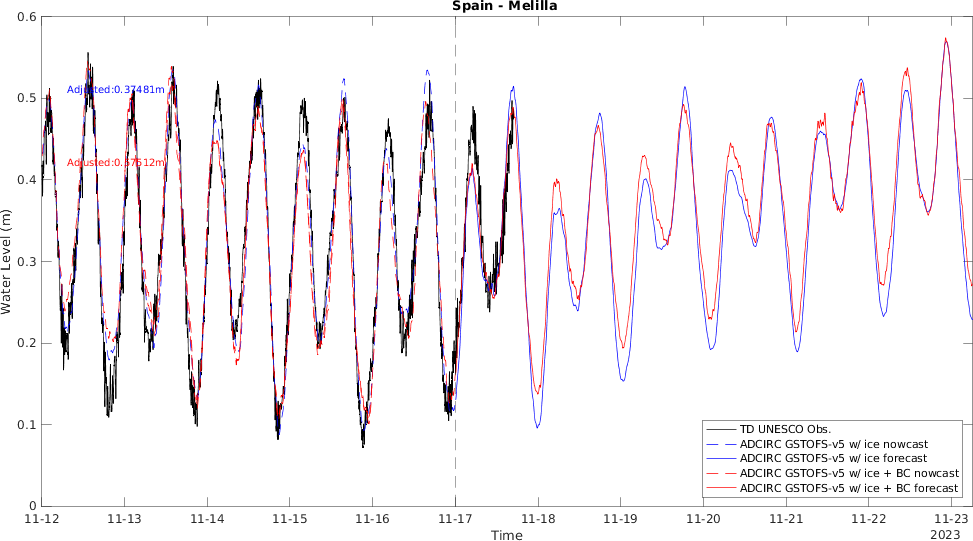 Spain - Melilla
0.6
0.5
0.4
0.3
0.2
0.1
0
Water Level (m)
Adjusted:0.37481m
Adjusted:0.37512m
TD UNESCO Obs.
ADCIRC GSTOFS-v5 w/ ice nowcast
ADCIRC GSTOFS-v5 w/ ice forecast
ADCIRC GSTOFS-v5 w/ ice + BC nowcast
ADCIRC GSTOFS-v5 w/ ice + BC forecast
11-12 11-13 11-14 11-15 11-16 11-17 11-18 11-19 11-20 11-21 11-22 11-23
Time 2023